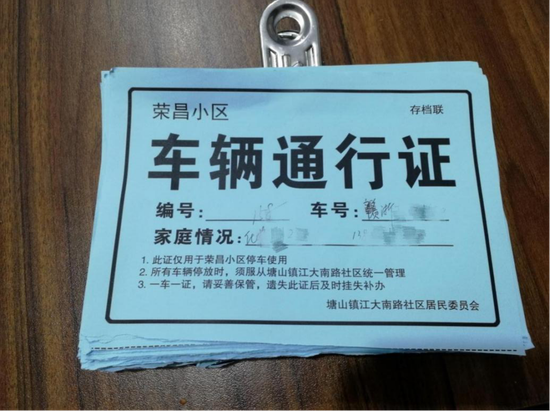 荣昌小区 存档联
车辆通行证
编号： 车号：
家庭情况：
1. 此证仅用于荣昌小区停车使用
2. 所有车辆停放时，须服从塘山镇江大南路社区统一管理
3. 一车一证，请妥善保管，遗失此证后及时挂失补办
塘山镇江大南路社区居民委员会